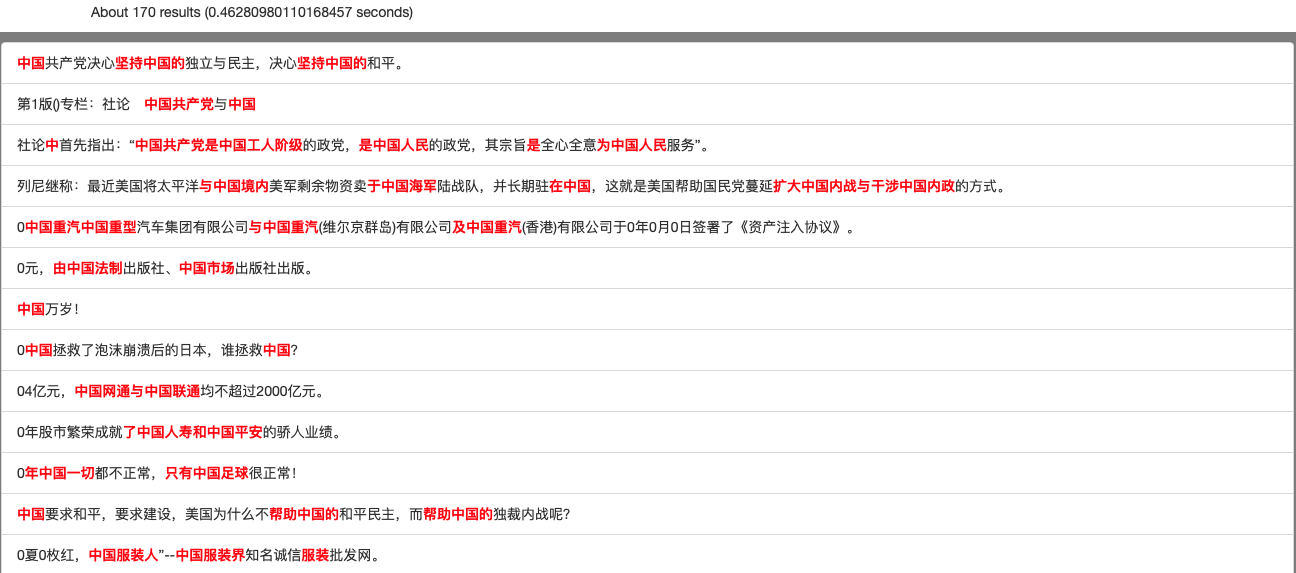 About 170 results (0.46280980110168457 seconds)
中国共产党决心坚持中国的独立与民主，决心坚持中国的和平。
第1版()专栏：社论　中国共产党与中国
社论中首先指出：“中国共产党是中国工人阶级的政党，是中国人民的政党，其宗旨是全心全意为中国人民服务”。
列尼继称：最近美国将太平洋与中国境内美军剩余物资卖于中国海军陆战队，并长期驻在中国，这就是美国帮助国民党蔓延扩大中国内战与干涉中国内政的方式。
0中国重汽中国重型汽车集团有限公司与中国重汽(维尔京群岛)有限公司及中国重汽(香港)有限公司于0年0月0日签署了《资产注入协议》。
0元，由中国法制出版社、中国市场出版社出版。
中国万岁！
0中国拯救了泡沫崩溃后的日本，谁拯救中国?
04亿元，中国网通与中国联通均不超过2000亿元。
0年股市繁荣成就了中国人寿和中国平安的骄人业绩。
0年中国一切都不正常，只有中国足球很正常！
中国要求和平，要求建设，美国为什么不帮助中国的和平民主，而帮助中国的独裁内战呢?
0夏0枚红，中国服装人”--中国服装界知名诚信服装批发网。